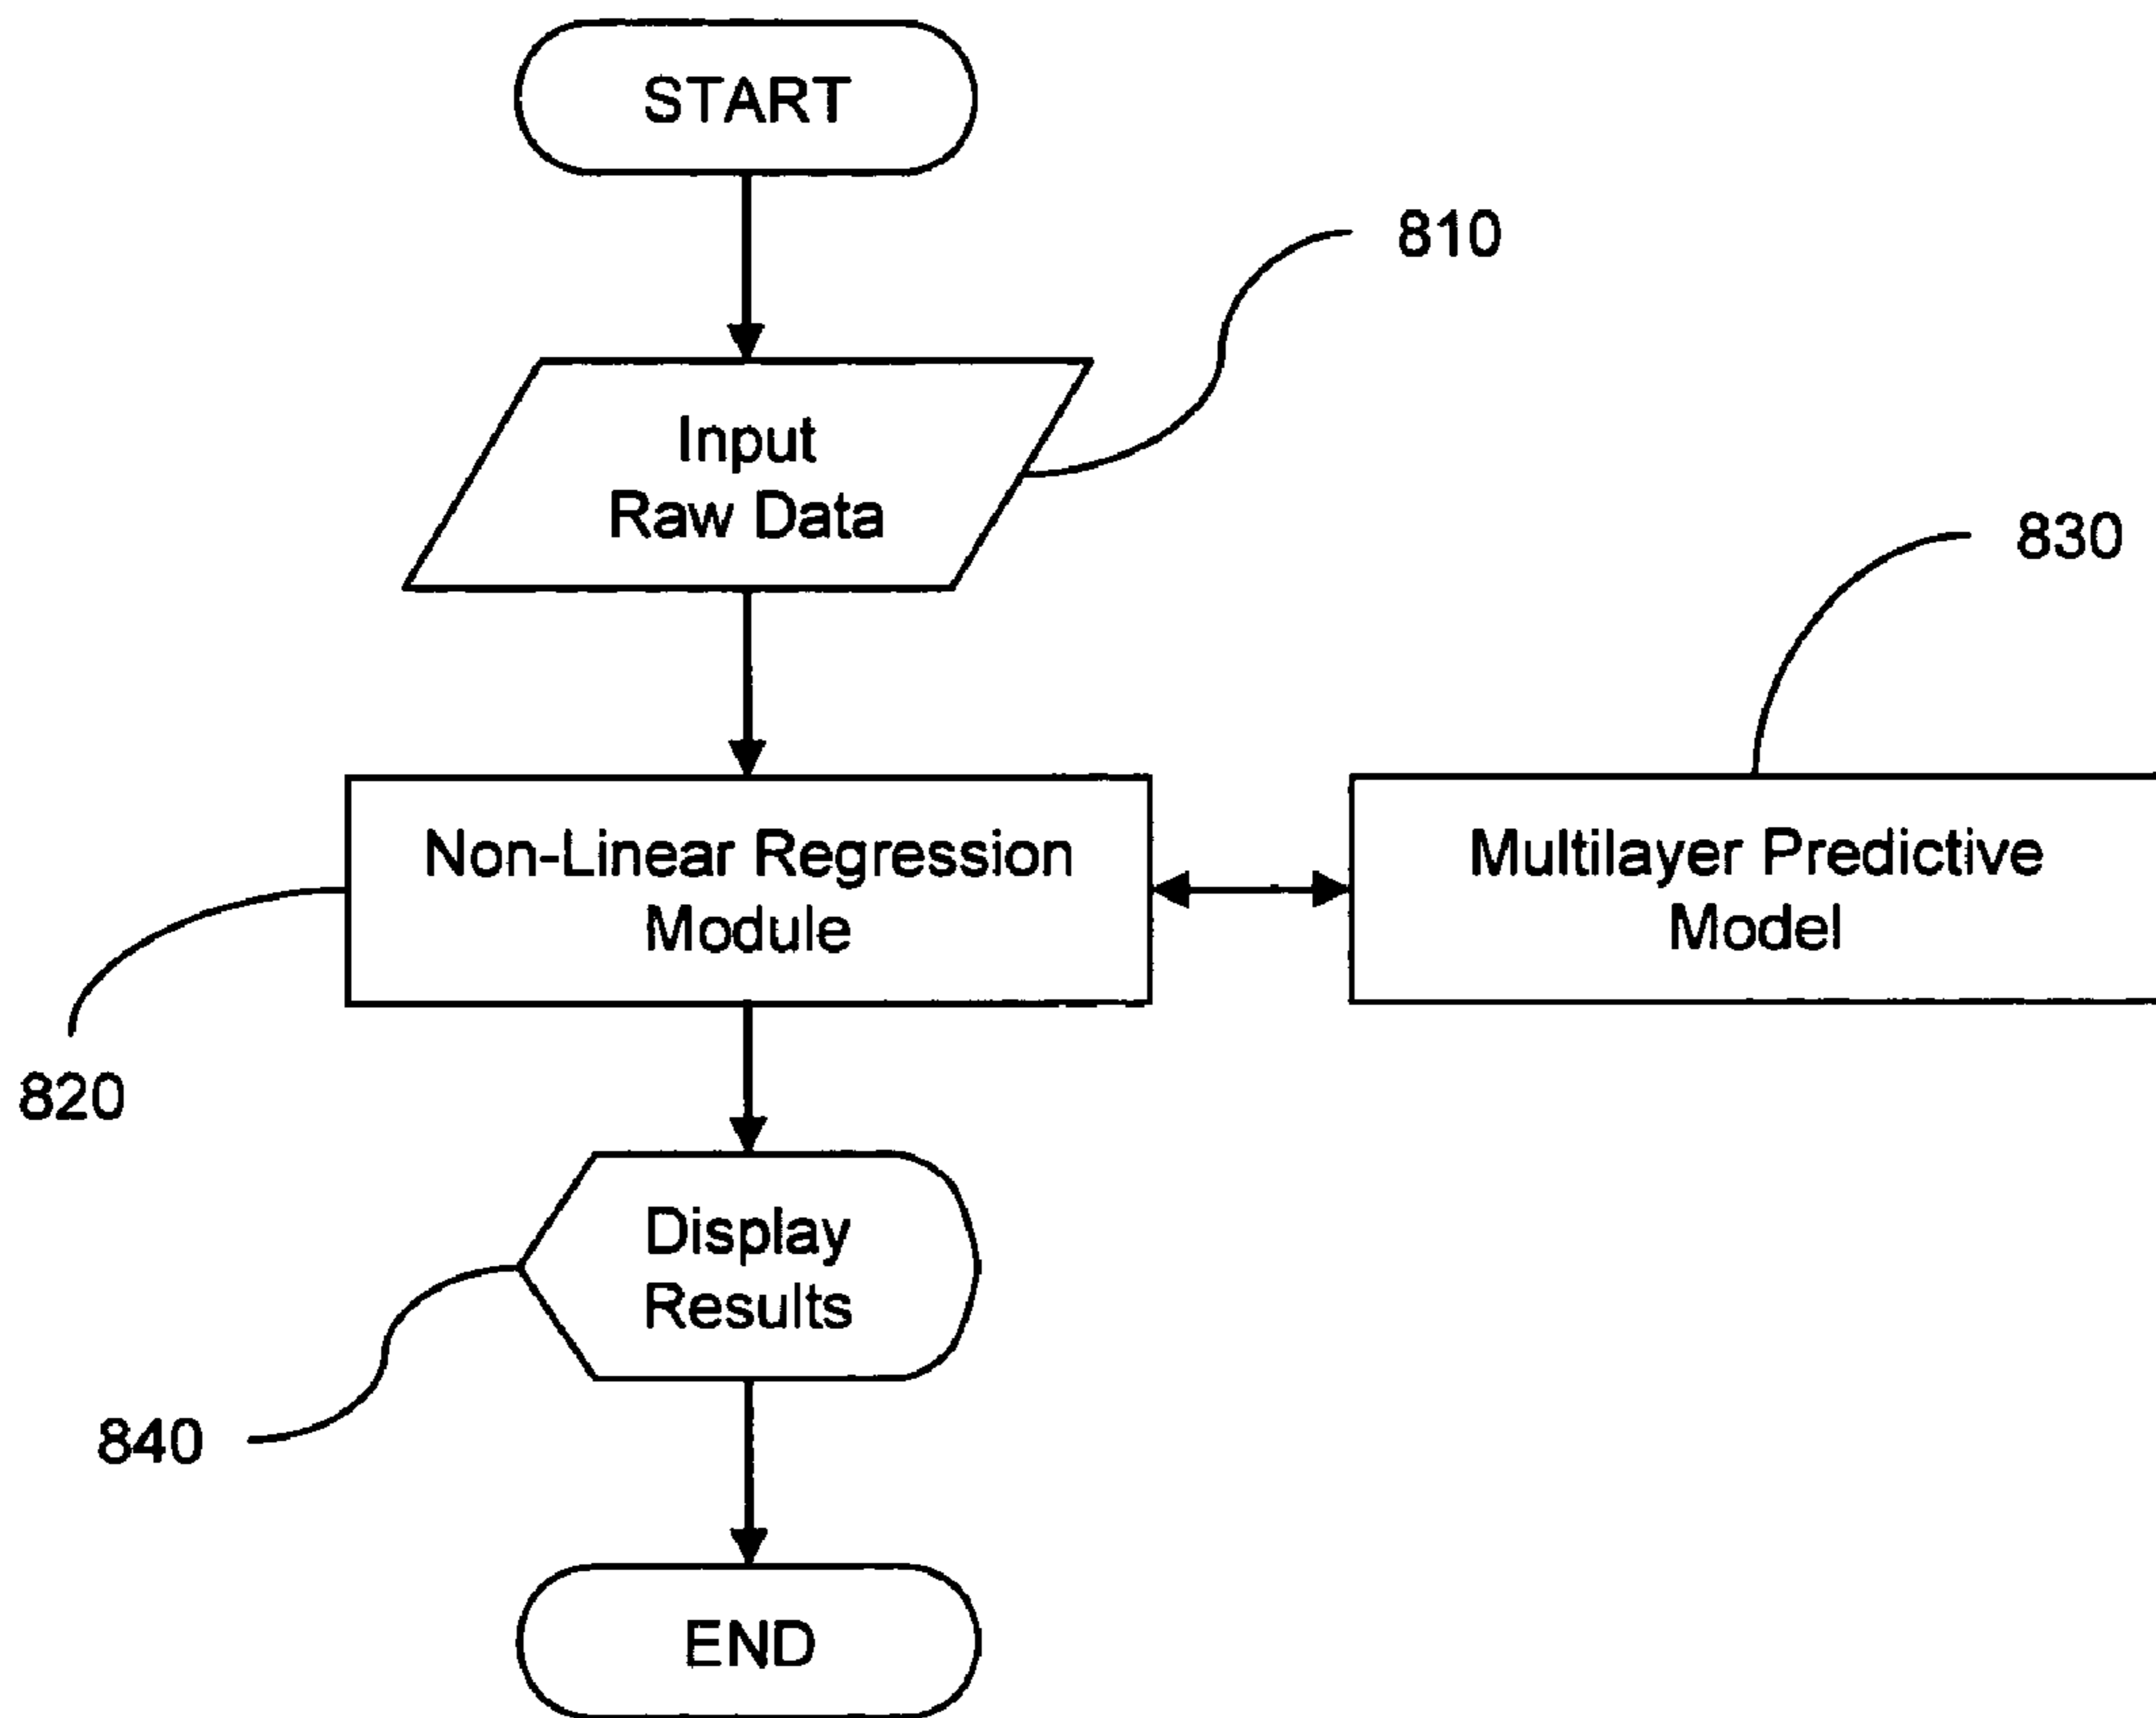 START
810
Input
Raw Data
830
Non-Linear Regression
Module
Multilayer Predictive
Model
820
Display
Results
840
END